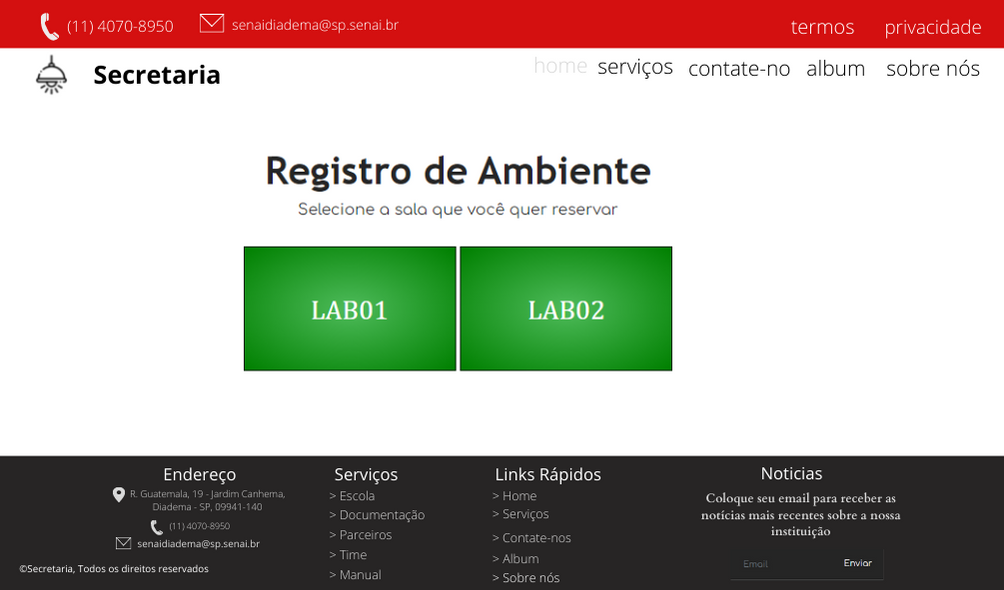 (11) 4070-8950
senaidiadema@sp.senai.br
termos
privacidade
Secretaria
home
serviços
contate-no
album
sobre nós
Registro de Ambiente
Selecione a sala que você quer reservar
LAB01
LAB02
Endereço
R. Guatemala, 19 - Jardim Canhema,
Diadema - SP, 09941-140
(11) 4070-8950
senaidiadema@sp.senai.br
©Secretaria, Todos os direitos reservados
Serviços
> Escola
> Documentação
> Parceiros
> Time
> Manual
Links Rápidos
> Home
> Serviços
> Contate-nos
> Album
> Sobre nós
Noticias
Coloque seu email para receber as
notícias mais recentes sobre a nossa
instituição
Email
Enviar